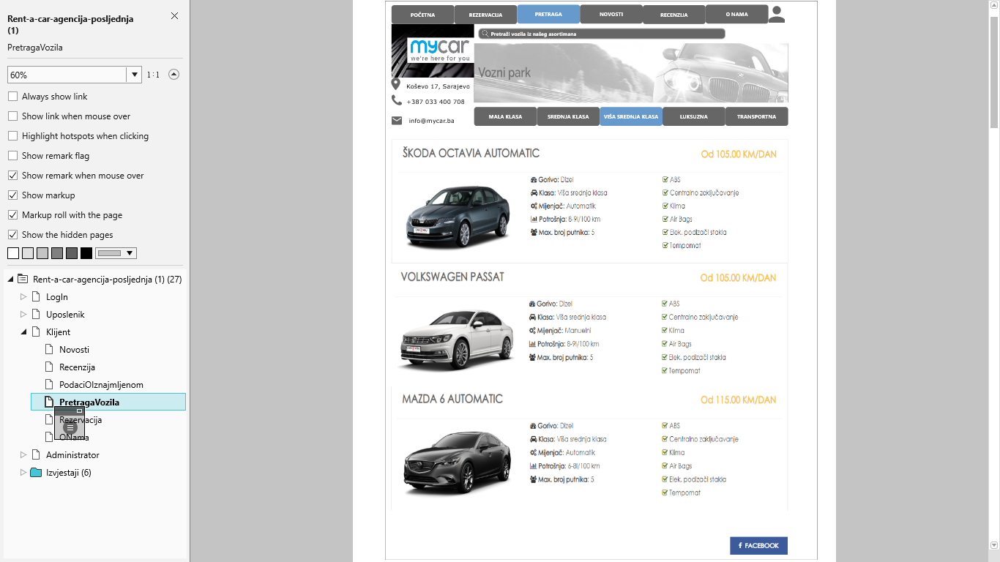 Rent-a-car-agencija-posljednja
(1)
PretragaVozila
60%
1:1
Always show link
Show link when mouse over
Highlight hotspots when clicking
Show remark flag
Show remark when mouse over
Show markup
Markup roll with the page
Show the hidden pages
Rent-a-car-agencija-posljednja (1) (27)
LogIn
Uposlenik
Klijent
Novosti
Recenzija
PodaciOIznajmljenom
PretragaVozila
Rezervacija
ONama
Administrator
Izvjestaji (6)
POČETNA
REZERVACIJA
PRETRAGA
NOVOSTI
RECENZIJA
O NAMA
mycar
we're here for you
Pretraži vozila iz našeg asortimana
Vozni park
Koševo 17, Sarajevo
+387 033 400 708
info@mycar.ba
MALA KLASA
SREDNJA KLASA
VIŠA SREDNJA KLASA
LUKSUZNA
TRANSPORTNA
ŠKODA OCTAVIA AUTOMATIC
Od 105.00 KM/DAN
Gorivo: Dizel
Klasa: Viša srednja klasa
Mijenjač: Automatik
Potrošnja: 8-9l/100 km
Max. broj putnika: 5
ABS
Centralno zaključavanje
Klima
Air Bags
Elek. podizači stakla
Tempomat
VOLKSWAGEN PASSAT
Od 105.00 KM/DAN
Gorivo: Dizel
Klasa: Viša srednja klasa
Mijenjač: Manuelni
Potrošnja: 8-9l/100 km
Max. broj putnika: 5
ABS
Centralno zaključavanje
Klima
Air Bags
Elek. podizači stakla
Tempomat
MAZDA 6 AUTOMATIC
Od 115.00 KM/DAN
Gorivo: Dizel
Klasa: Viša srednja klasa
Mijenjač: Automatik
Potrošnja: 6-8l/100 km
Max. broj putnika: 5
ABS
Centralno zaključavanje
Klima
Air Bags
Elek. podizači stakla
Tempomat
f FACEBOOK